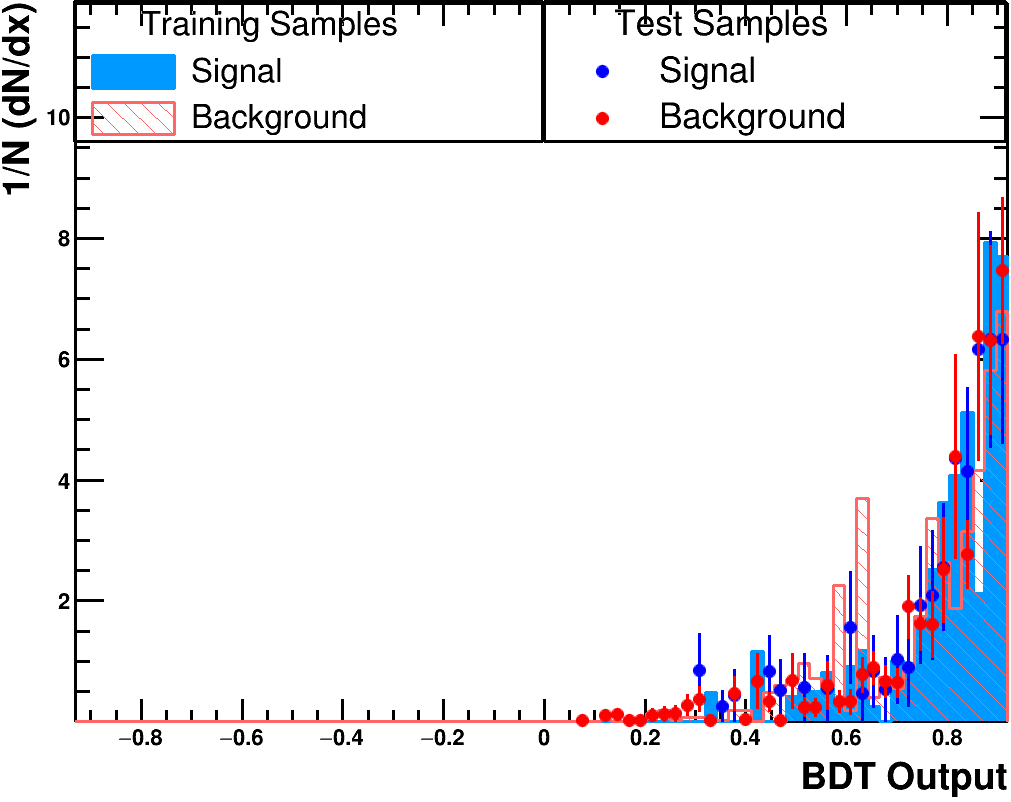 1/N (dN/dx)
Training Samples
Signal
Background
Test Samples
Signal
Background
10
8
6
4
2
−0.8 −0.6 −0.4 −0.2 0 0.2 0.4 0.6 0.8
BDT Output